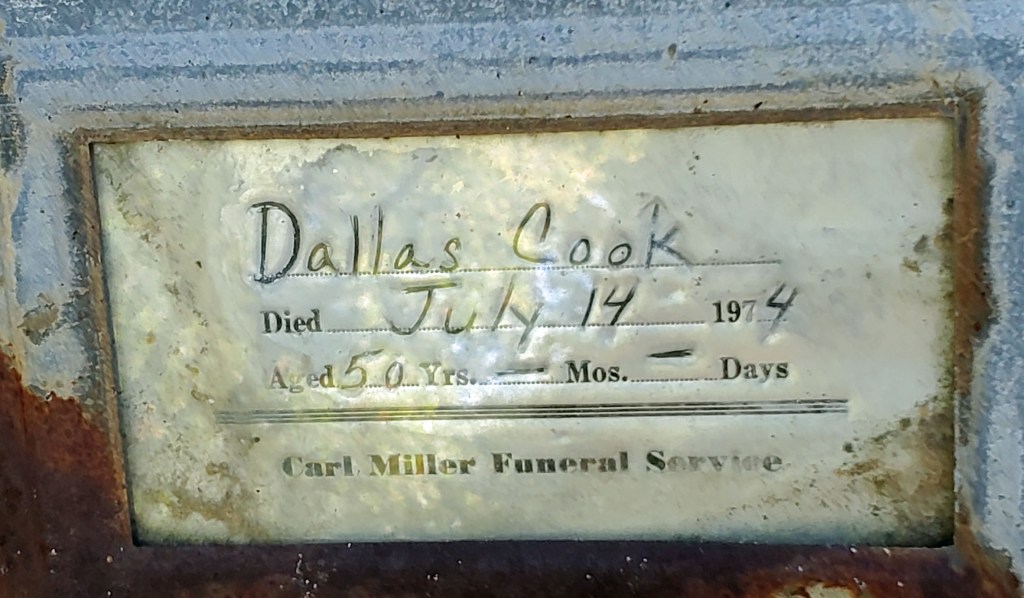 Dallas Cook
Died July 14 1974
Aged 50 Yrs. — Mos. — Days
Carl Miller Funeral Service